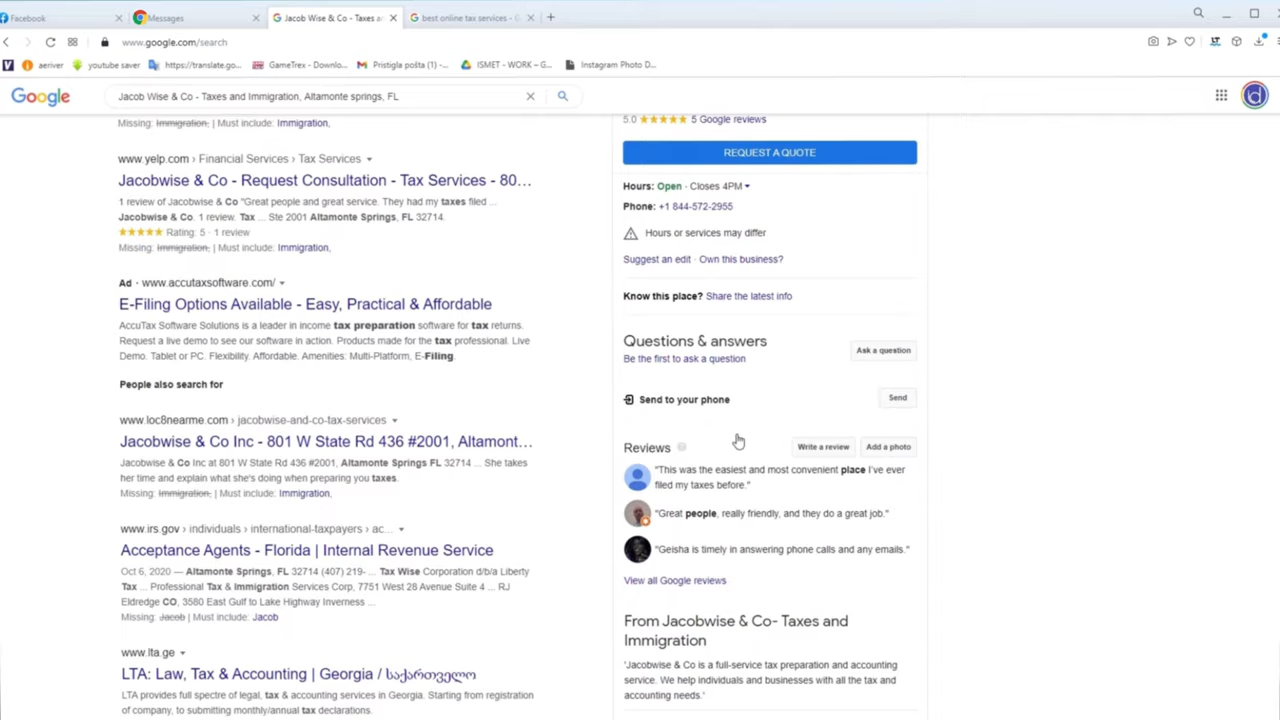 Facebook
Messages
Jacob Wise & Co - Taxes a
best online tax services - G
www.google.com/search
aeriver
youtube saver
https://translate.go...
GameTrex - Downlo...
Pristigla pošta (1) -...
ISMET - WORK – G...
Instagram Photo D...
Google
Jacob Wise & Co - Taxes and Immigration, Altamonte springs, FL
Missing: Immigration, | Must include: Immigration,
www.yelp.com › Financial Services › Tax Services
Jacobwise & Co - Request Consultation - Tax Services - 80...
1 review of Jacobwise & Co "Great people and great service. They had my taxes filed ...
Jacobwise & Co. 1 review. Tax ... Ste 2001 Altamonte Springs, FL 32714.
Rating: 5 · 1 review
Missing: Immigration, | Must include: Immigration,
Ad · www.accutaxsoftware.com/
E-Filing Options Available - Easy, Practical & Affordable
AccuTax Software Solutions is a leader in income tax preparation software for tax returns.
Request a live demo to see our software in action. Products made for the tax professional. Live
Demo. Tablet or PC. Flexibility. Affordable. Amenities: Multi-Platform, E-Filing.
People also search for
www.loc8nearme.com › jacobwise-and-co-tax-services
Jacobwise & Co Inc - 801 W State Rd 436 #2001, Altamont...
Jacobwise & Co Inc at 801 W State Rd 436 #2001, Altamonte Springs FL 32714 ... She takes
her time and explain what she's doing when preparing you taxes.
Missing: Immigration, | Must include: Immigration,
www.irs.gov › individuals › international-taxpayers › ac...
Acceptance Agents - Florida | Internal Revenue Service
Oct 6, 2020 — Altamonte Springs, FL 32714 (407) 219- ... Tax Wise Corporation d/b/a Liberty
Tax ... Professional Tax & Immigration Services Corp, 7751 West 28 Avenue Suite 4 ... RJ
Eldredge CO, 3580 East Gulf to Lake Highway Inverness ...
Missing: Jacob | Must include: Jacob
www.lta.ge
LTA: Law, Tax & Accounting | Georgia / საქართველო
LTA provides full spectre of legal, tax & accounting services in Georgia. Starting from registration
of company, to submitting monthly/annual tax declarations.
5.0 5 Google reviews
REQUEST A QUOTE
Hours: Open · Closes 4PM
Phone: +1 844-572-2955
Hours or services may differ
Suggest an edit · Own this business?
Know this place? Share the latest info
Questions & answers
Be the first to ask a question
Ask a question
Send to your phone
Send
Reviews
Write a review
Add a photo
"This was the easiest and most convenient place I've ever
filed my taxes before."
"Great people, really friendly, and they do a great job."
"Geisha is timely in answering phone calls and any emails."
View all Google reviews
From Jacobwise & Co- Taxes and
Immigration
'Jacobwise & Co is a full-service tax preparation and accounting
service. We help individuals and businesses with all the tax and
accounting needs.'